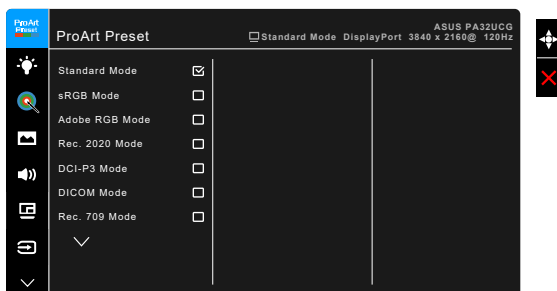 ProArt
Preset
ProArt Preset
ASUS PA32UCG
Standard Mode DisplayPort 3840 x 2160@ 120Hz
Standard Mode
sRGB Mode
Adobe RGB Mode
Rec. 2020 Mode
DCI-P3 Mode
DICOM Mode
Rec. 709 Mode